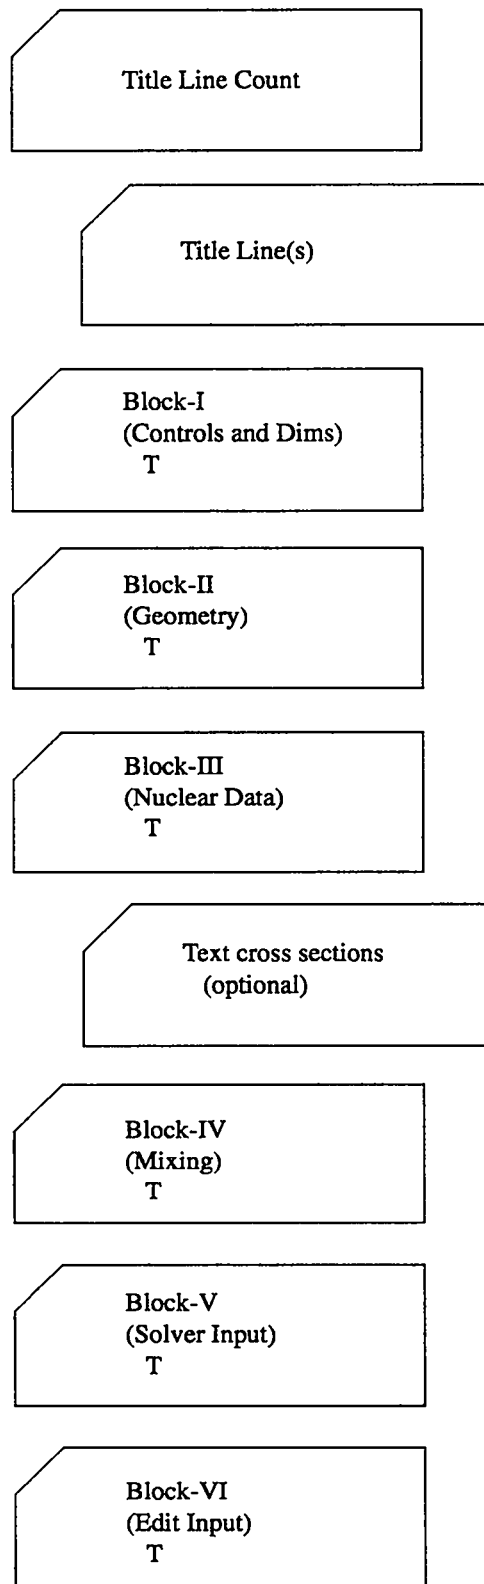 Title Line Count
Title Line(s)
Block-I
(Controls and Dims)
T
Block-II
(Geometry)
T
Block-III
(Nuclear Data)
T
Text cross sections
(optional)
Block-IV
(Mixing)
T
Block-V
(Solver Input)
T
Block-VI
(Edit Input)
T